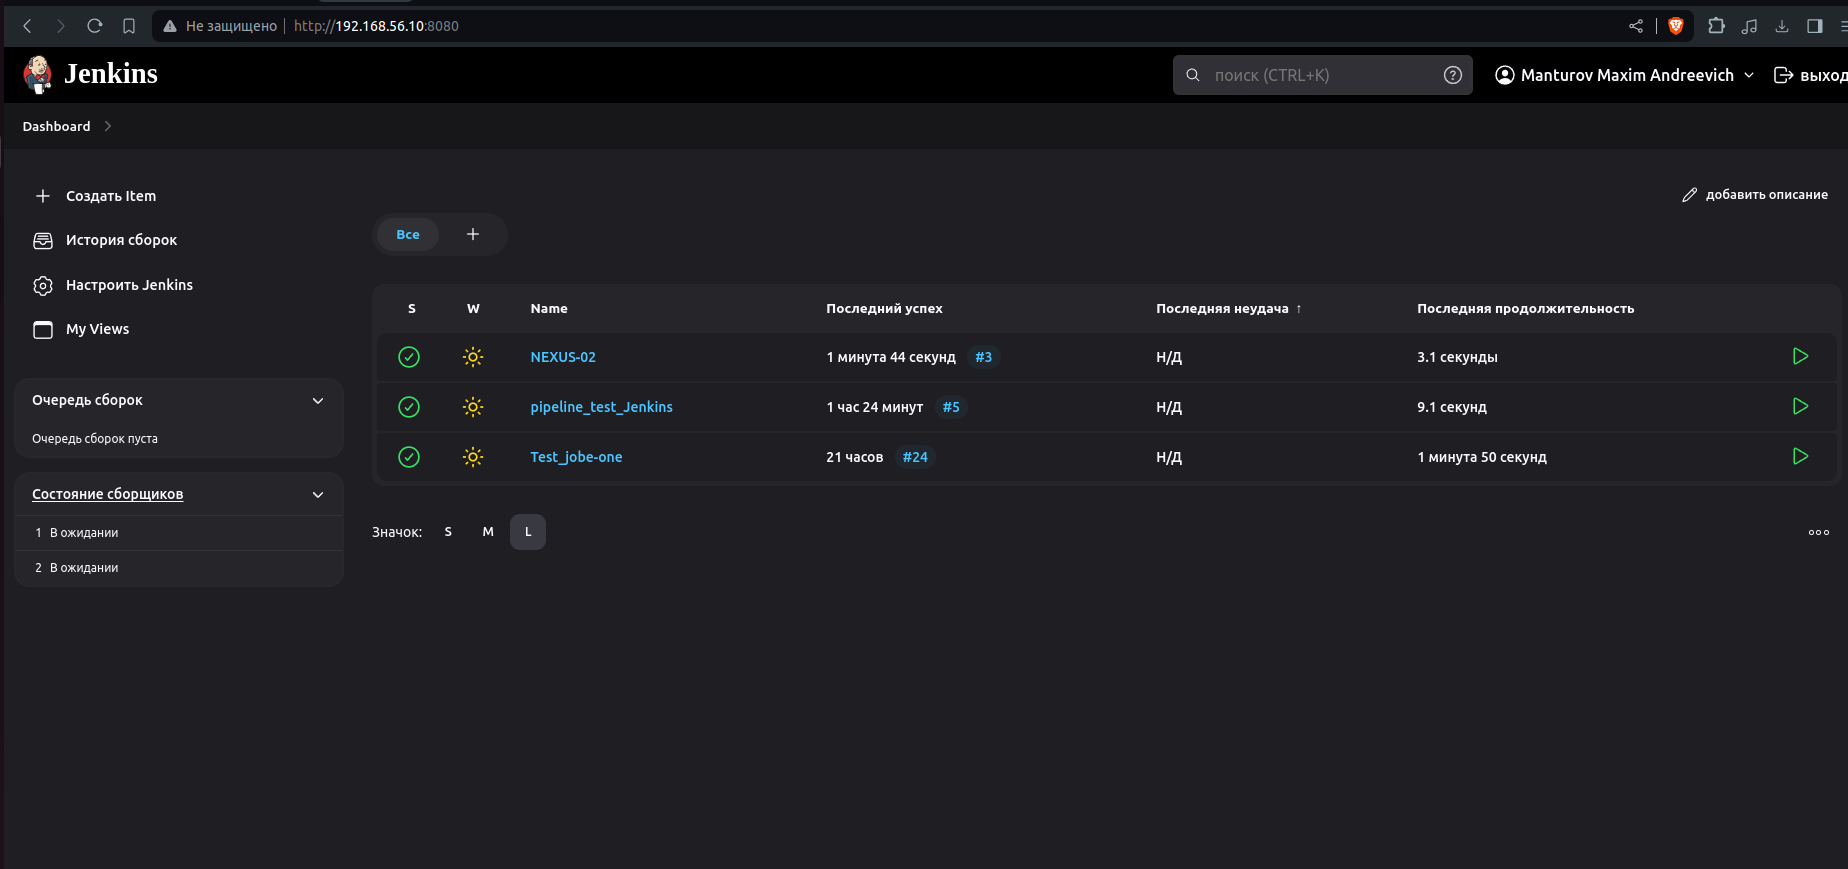 Не защищено http://192.168.56.10:8080
Jenkins
поиск (CTRL+K)
Manturov Maxim Andreevich
выход
Dashboard
Создать Item
История сборок
Настроить Jenkins
My Views
добавить описание
Все
Очередь сборок
Очередь сборок пуста
Состояние сборщиков
1 В ожидании
2 В ожидании
S W Name Последний успех Последняя неудача ↑ Последняя продолжительность
NEXUS-02 1 минута 44 секунд #3 Н/Д 3.1 секунды
pipeline_test_Jenkins 1 час 24 минут #5 Н/Д 9.1 секунд
Test_jobe-one 21 часов #24 Н/Д 1 минута 50 секунд
Значок: S M L